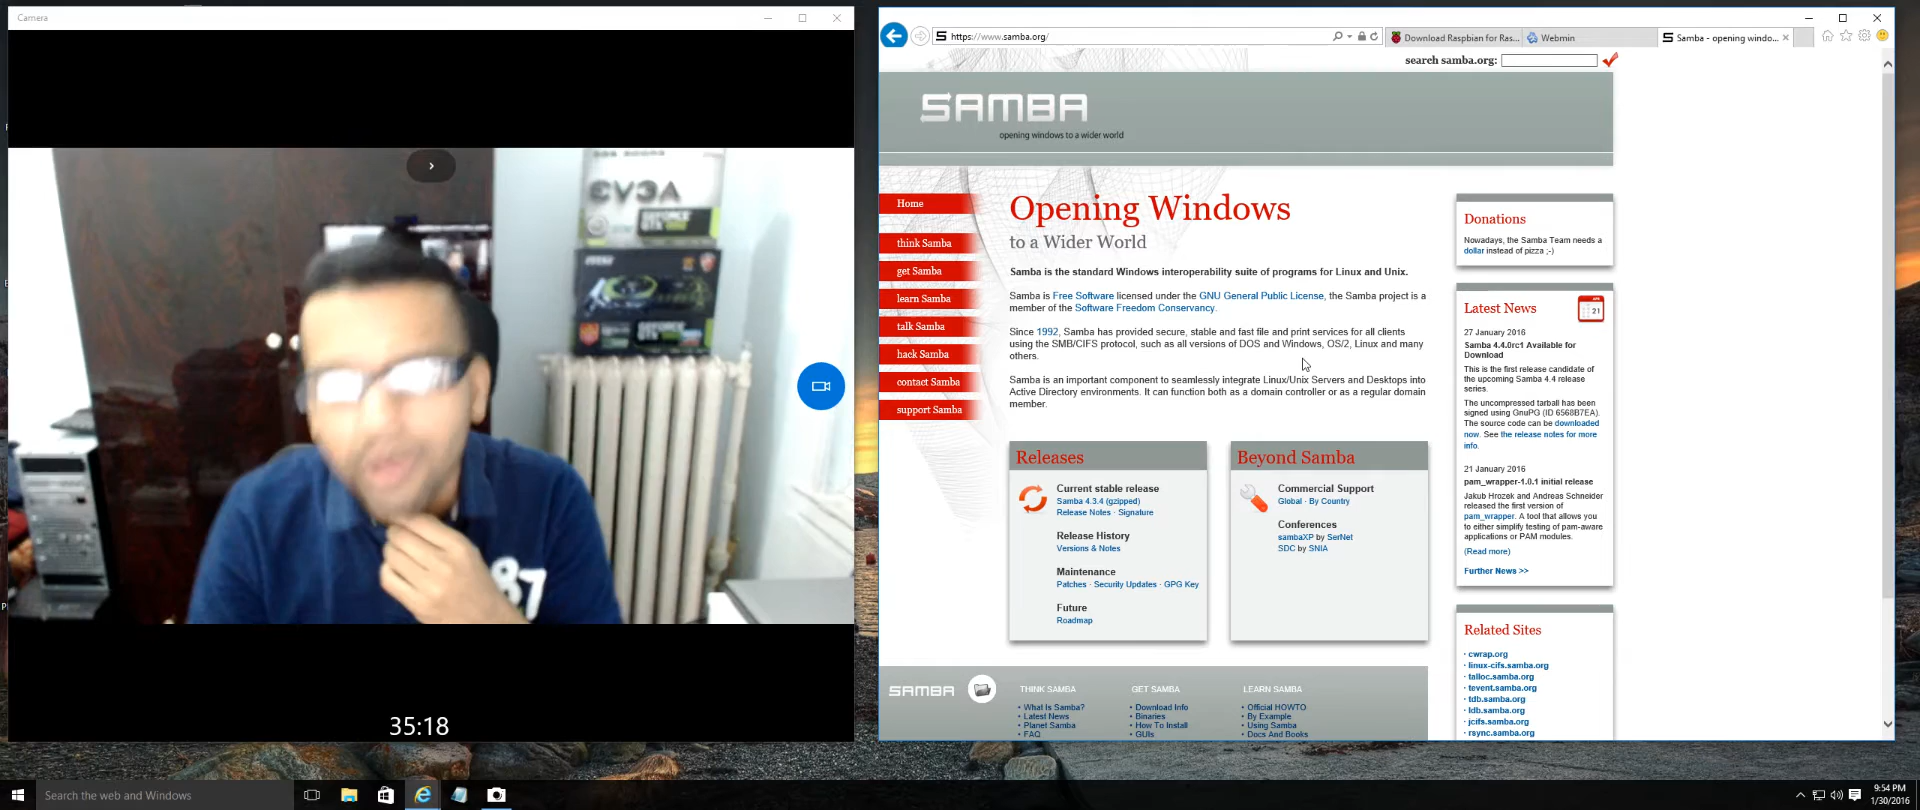 Camera
EVGA
87
35:18
https://www.samba.org/
Download Raspbian for Ras...
Webmin
Samba - opening windo...
search samba.org:
SAMBA
opening windows to a wider world
Home
think Samba
get Samba
learn Samba
talk Samba
hack Samba
contact Samba
support Samba
Opening Windows
to a Wider World
Samba is the standard Windows interoperability suite of programs for Linux and Unix.
Samba is Free Software licensed under the GNU General Public License, the Samba project is a
member of the Software Freedom Conservancy.
Since 1992, Samba has provided secure, stable and fast file and print services for all clients
using the SMB/CIFS protocol, such as all versions of DOS and Windows, OS/2, Linux and many
others.
Samba is an important component to seamlessly integrate Linux/Unix Servers and Desktops into
Active Directory environments. It can function both as a domain controller or as a regular domain
member.
Releases
Current stable release
Samba 4.3.4 (gzipped)
Release Notes · Signature
Release History
Versions & Notes
Maintenance
Patches · Security Updates · GPG Key
Future
Roadmap
Beyond Samba
Commercial Support
Global · By Country
Conferences
sambaXP by SerNet
SDC by SNIA
Donations
Nowadays, the Samba Team needs a
dollar instead of pizza ;-)
Latest News
21
27 January 2016
Samba 4.4.0rc1 Available for
Download
This is the first release candidate of
the upcoming Samba 4.4 release
series.
The uncompressed tarball has been
signed using GnuPG (ID 6568B7EA).
The source code can be downloaded
now. See the release notes for more
info.
21 January 2016
pam_wrapper-1.0.1 initial release
Jakub Hrozek and Andreas Schneider
released the first version of
pam_wrapper. A tool that allows you
to either simplify testing of pam-aware
applications or PAM modules.
(Read more)
Further News >>
Related Sites
· cwrap.org
· linux-cifs.samba.org
· talloc.samba.org
· tevent.samba.org
· tdb.samba.org
· ldb.samba.org
· jcifs.samba.org
· rsync.samba.org
SAMBA
THINK SAMBA
• What Is Samba?
• Latest News
• Planet Samba
• FAQ
GET SAMBA
• Download Info
• Binaries
• How To Install
• GUIs
LEARN SAMBA
• Official HOWTO
• By Example
• Using Samba
• Docs And Books
Search the web and Windows
9:54 PM
1/30/2016